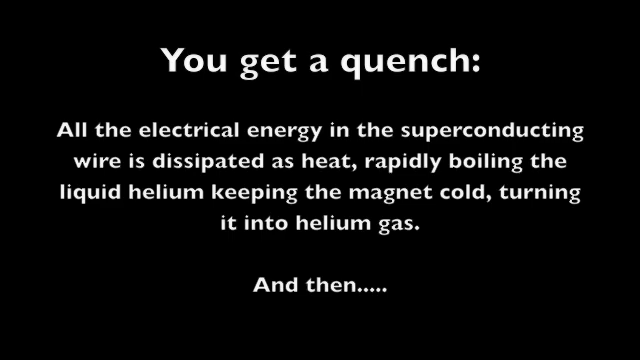 You get a quench:
All the electrical energy in the superconducting
wire is dissipated as heat, rapidly boiling the
liquid helium keeping the magnet cold, turning
it into helium gas.
And then.....